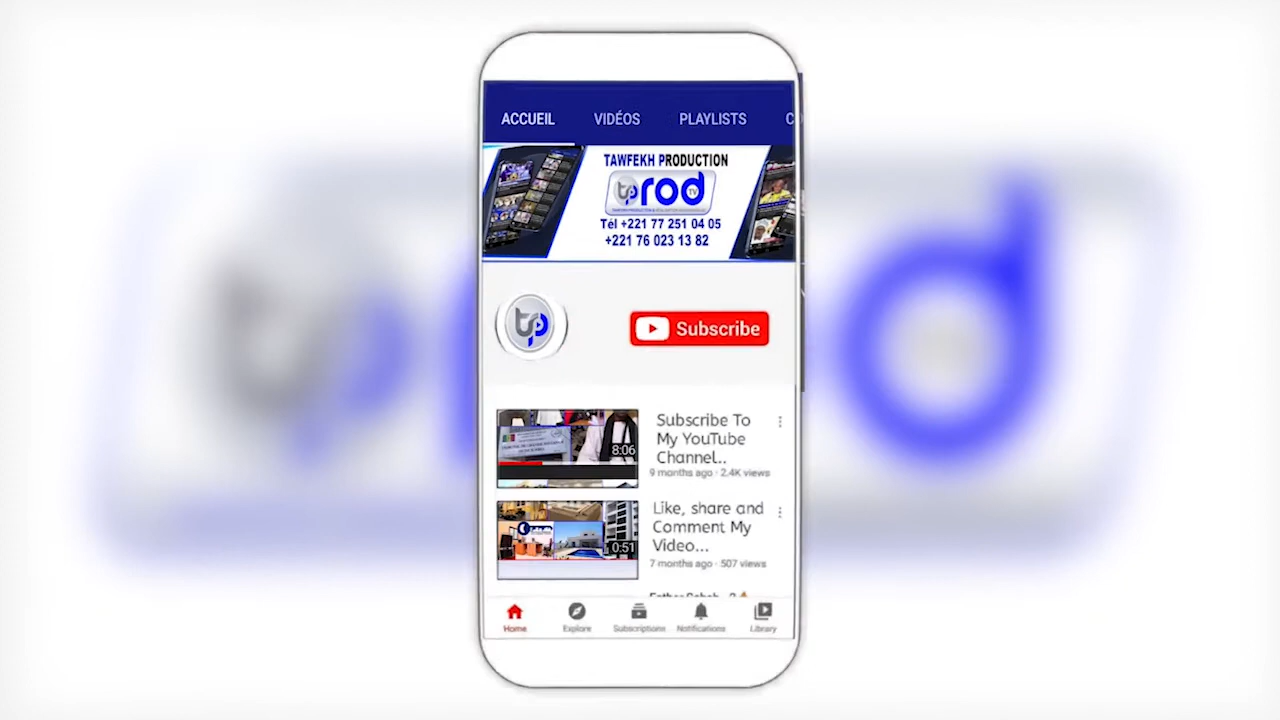 ACCUEIL VIDÉOS PLAYLISTS
TAWFEKH PRODUCTION
tprod TV
Tél +221 77 251 04 05
+221 76 023 13 82
tp
Subscribe
Subscribe To
My YouTube
Channel..
9 months ago · 2.4K views
8:06
Like, share and
Comment My
Video...
7 months ago · 507 views
0:51
Home Explore Subscriptions Notifications Library